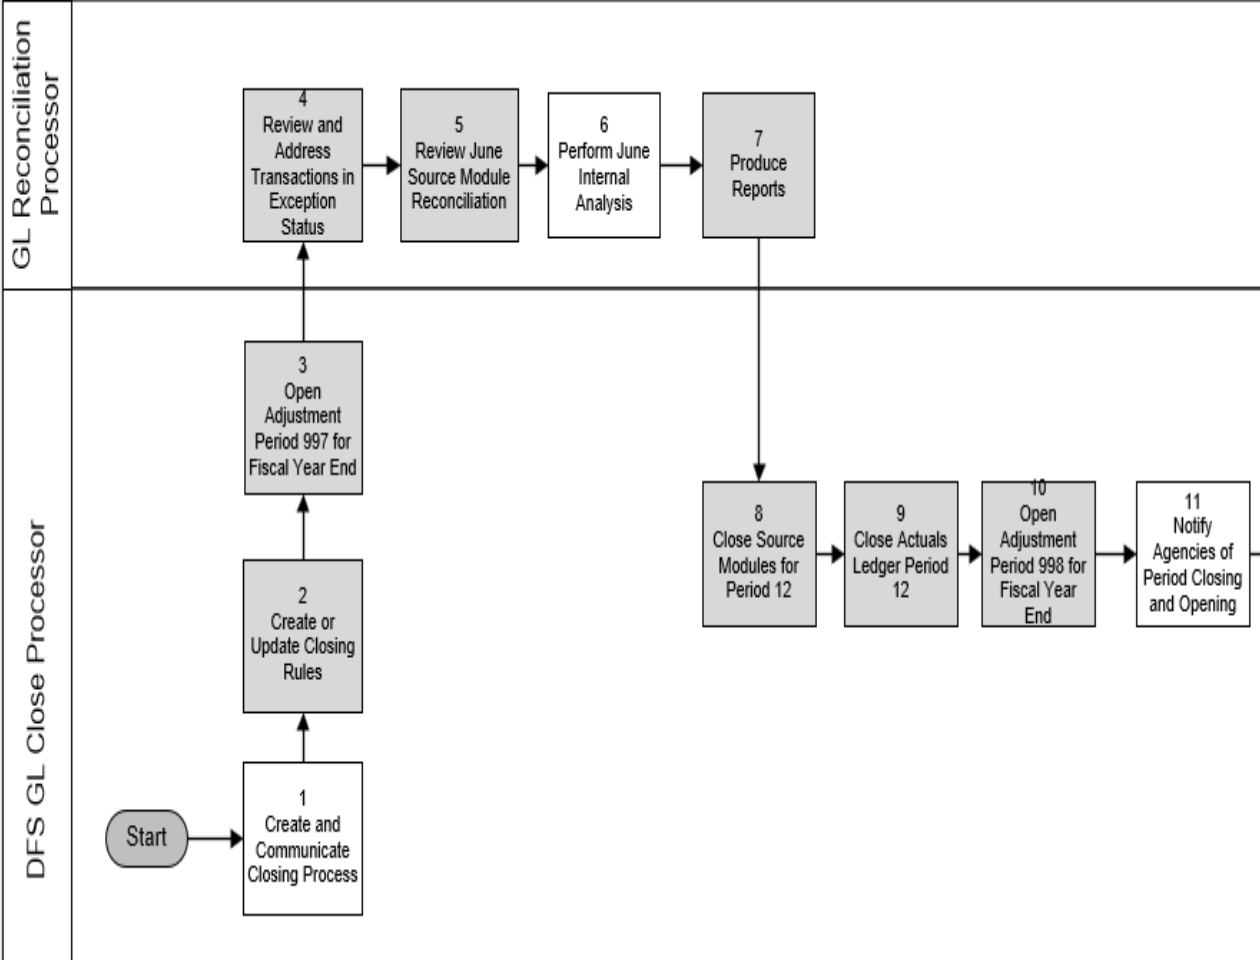 GL Reconciliation
Processor
4
Review and
Address
Transactions in
Exception
Status
5
Review June
Source Module
Reconciliation
6
Perform June
Internal
Analysis
7
Produce
Reports
DFS GL Close Processor
3
Open
Adjustment
Period 997 for
Fiscal Year End
2
Create or
Update Closing
Rules
Start
1
Create and
Communicate
Closing Process
8
Close Source
Modules for
Period 12
9
Close Actuals
Ledger Period
12
10
Open
Adjustment
Period 998 for
Fiscal Year
End
11
Notify
Agencies of
Period Closing
and Opening